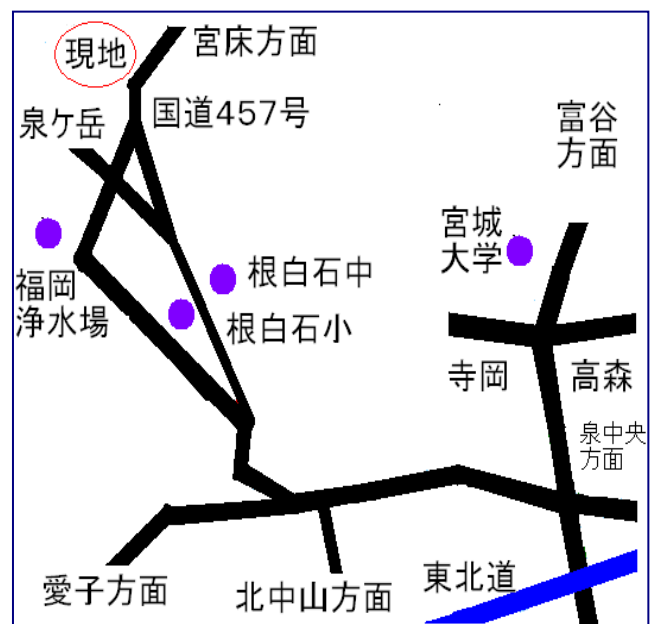 現地
宮床方面
国道457号
泉ケ岳
富谷
方面
宮城
大学
根白石中
福岡
浄水場
根白石小
寺岡
高森
泉中央
方面
東北道
愛子方面
北中山方面